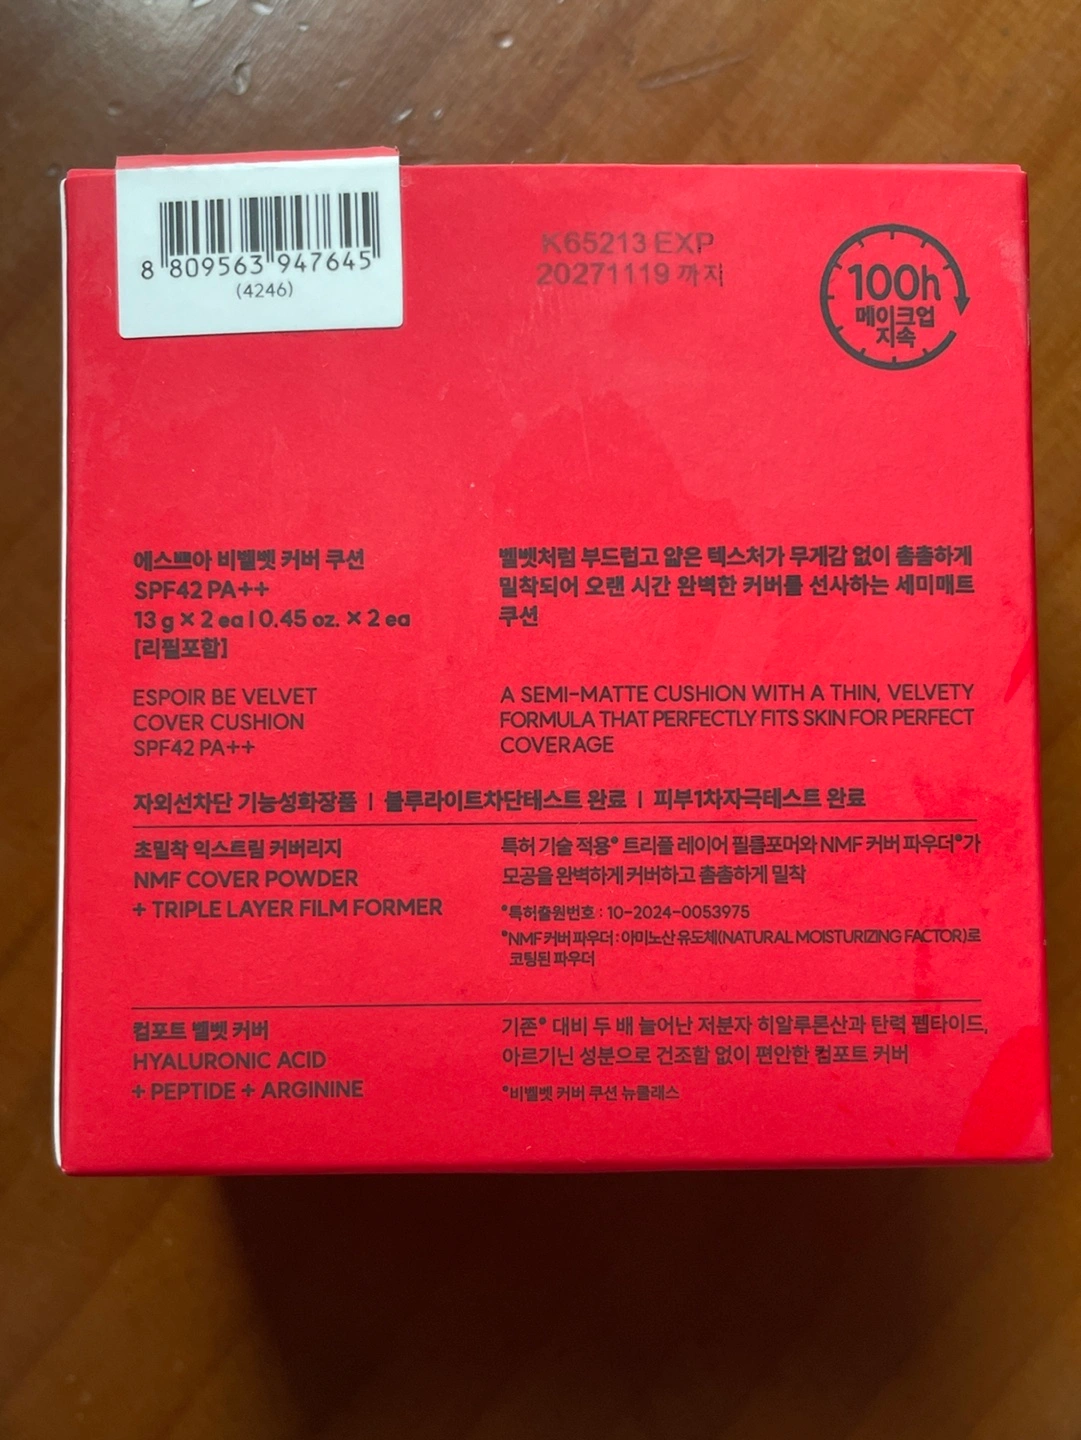 8 809563 947645
(4246)
K65213 EXP
20271119 까지
100h
메이크업
지속
에스쁘아 비벨벳 커버 쿠션
SPF42 PA++
13 g × 2 ea I 0.45 oz. × 2 ea
[리필포함]
벨벳처럼 부드럽고 얇은 텍스처가 무게감 없이 촘촘하게
밀착되어 오랜 시간 완벽한 커버를 선사하는 세미매트
쿠션
ESPOIR BE VELVET
COVER CUSHION
SPF42 PA++
A SEMI-MATTE CUSHION WITH A THIN, VELVETY
FORMULA THAT PERFECTLY FITS SKIN FOR PERFECT
COVERAGE
자외선차단 기능성화장품 | 블루라이트차단테스트 완료 | 피부1차자극테스트 완료
초밀착 익스트림 커버리지
NMF COVER POWDER
+ TRIPLE LAYER FILM FORMER
특허 기술 적용* 트리플 레이어 필름포머와 NMF 커버 파우더*가
모공을 완벽하게 커버하고 촘촘하게 밀착
*특허출원번호 : 10-2024-0053975
*NMF 커버 파우더 : 아미노산 유도체(NATURAL MOISTURIZING FACTOR)로
코팅된 파우더
컴포트 벨벳 커버
HYALURONIC ACID
+ PEPTIDE + ARGININE
기존* 대비 두 배 늘어난 저분자 히알루론산과 탄력 펩타이드,
아르기닌 성분으로 건조함 없이 편안한 컴포트 커버
*비벨벳 커버 쿠션 뉴클래스